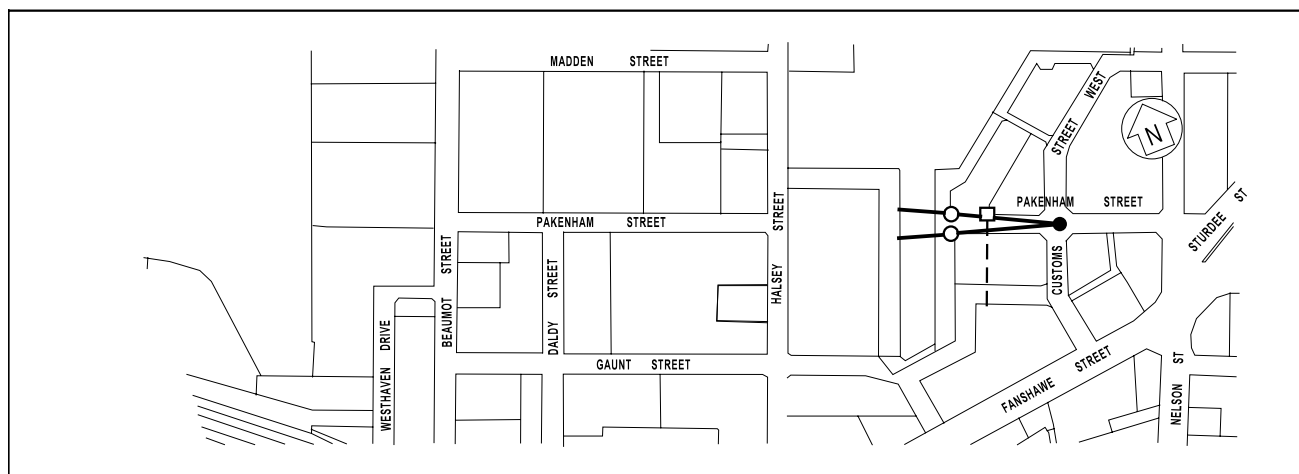 MADDEN STREET
STREET WEST
N
PAKENHAM STREET
PAKENHAM STREET
STREET
STURDEE ST
BEAUMOT STREET
DALDY STREET
HALSEY
CUSTOMS
WESTHAVEN DRIVE
GAUNT STREET
FANSHAWE STREET
NELSON ST